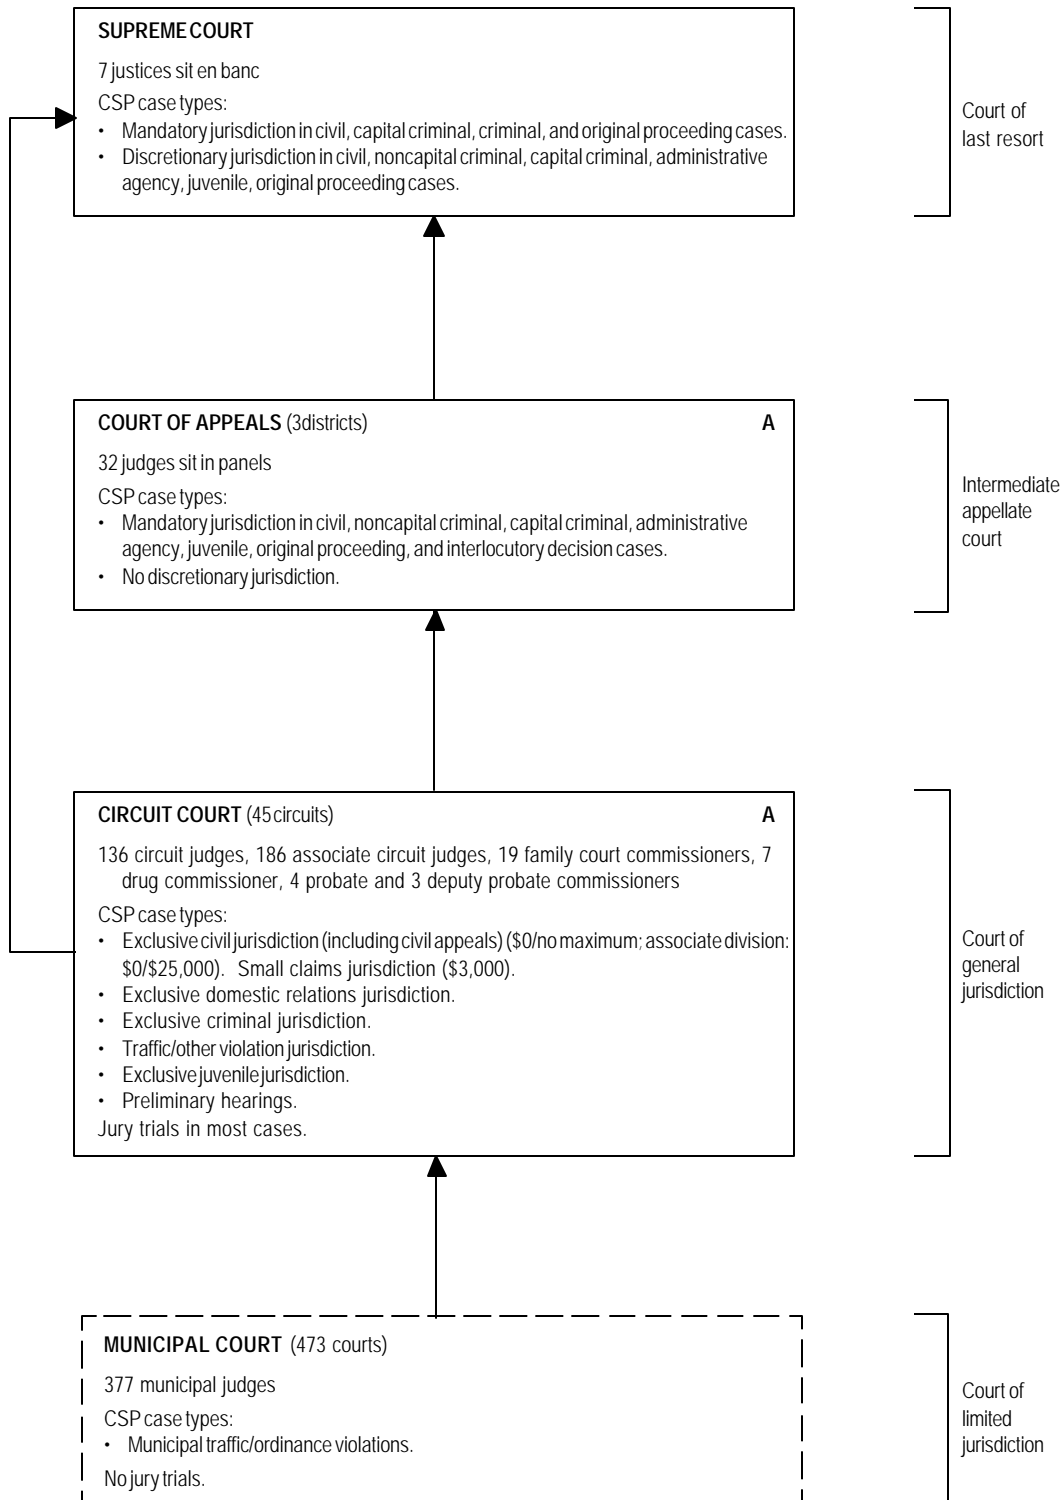 SUPREME COURT
7 justices sit en banc
CSP case types:
• Mandatory jurisdiction in civil, capital criminal, criminal, and original proceeding cases.
• Discretionary jurisdiction in civil, noncapital criminal, capital criminal, administrative
agency, juvenile, original proceeding cases.
Court of
last resort
COURT OF APPEALS (3 districts) A
32 judges sit in panels
CSP case types:
• Mandatory jurisdiction in civil, noncapital criminal, capital criminal, administrative
agency, juvenile, original proceeding, and interlocutory decision cases.
• No discretionary jurisdiction.
Intermediate
appellate
court
CIRCUIT COURT (45 circuits) A
136 circuit judges, 186 associate circuit judges, 19 family court commissioners, 7
drug commissioner, 4 probate and 3 deputy probate commissioners
CSP case types:
• Exclusive civil jurisdiction (including civil appeals) ($0/no maximum; associate division:
$0/$25,000). Small claims jurisdiction ($3,000).
• Exclusive domestic relations jurisdiction.
• Exclusive criminal jurisdiction.
• Traffic/other violation jurisdiction.
• Exclusive juvenile jurisdiction.
• Preliminary hearings.
Jury trials in most cases.
Court of
general
jurisdiction
MUNICIPAL COURT (473 courts)
377 municipal judges
CSP case types:
• Municipal traffic/ordinance violations.
No jury trials.
Court of
limited
jurisdiction